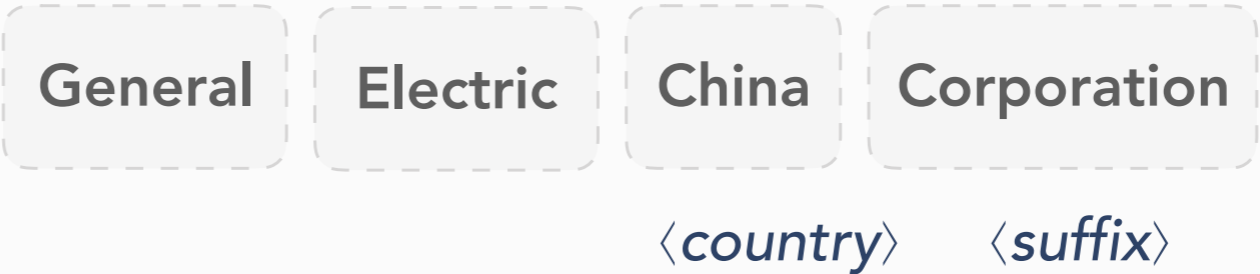 General Electric China Corporation
〈country〉 〈suffix〉